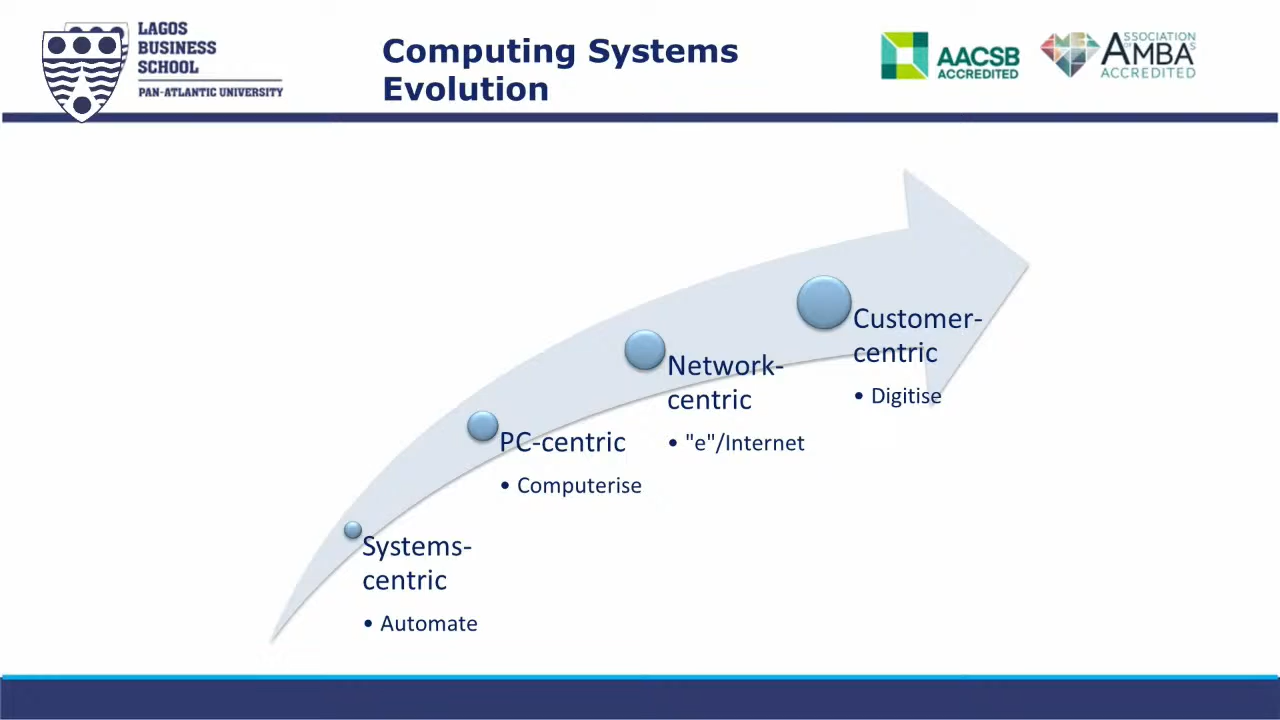 LAGOS
BUSINESS
SCHOOL
PAN-ATLANTIC UNIVERSITY
Computing Systems
Evolution
AACSB
ACCREDITED
ASSOCIATION
OF MBAs
ACCREDITED
Customer-
centric
• Digitise
Network-
centric
• "e"/Internet
PC-centric
• Computerise
Systems-
centric
• Automate